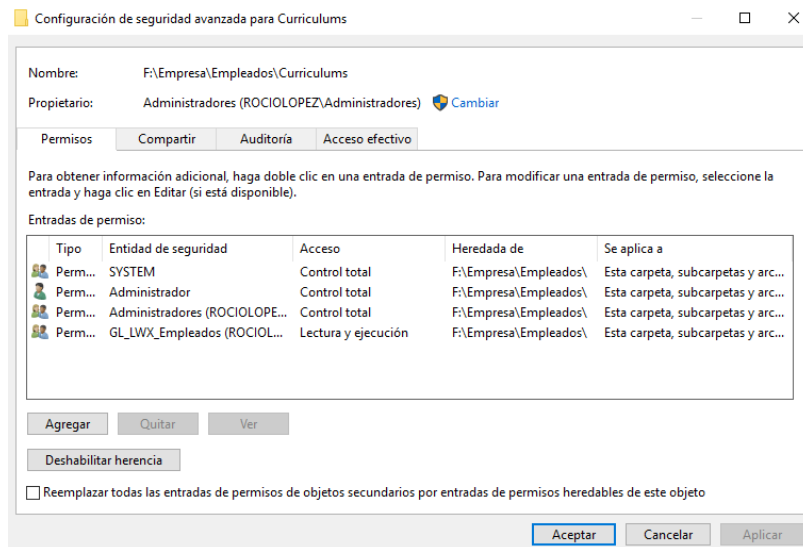 Configuración de seguridad avanzada para Curriculums
Nombre: F:\Empresa\Empleados\Curriculums
Propietario: Administradores (ROCIOLOPEZ\Administradores) Cambiar
Permisos Compartir Auditoría Acceso efectivo
Para obtener información adicional, haga doble clic en una entrada de permiso. Para modificar una entrada de permiso, seleccione la
entrada y haga clic en Editar (si está disponible).
Entradas de permiso:
Tipo Entidad de seguridad Acceso Heredada de Se aplica a
Perm... SYSTEM Control total F:\Empresa\Empleados\ Esta carpeta, subcarpetas y arc...
Perm... Administrador Control total F:\Empresa\Empleados\ Esta carpeta, subcarpetas y arc...
Perm... Administradores (ROCIOLOPE... Control total F:\Empresa\Empleados\ Esta carpeta, subcarpetas y arc...
Perm... GL_LWX_Empleados (ROCIOL... Lectura y ejecución F:\Empresa\Empleados\ Esta carpeta, subcarpetas y arc...
Agregar Quitar Ver
Deshabilitar herencia
Reemplazar todas las entradas de permisos de objetos secundarios por entradas de permisos heredables de este objeto
Aceptar Cancelar Aplicar